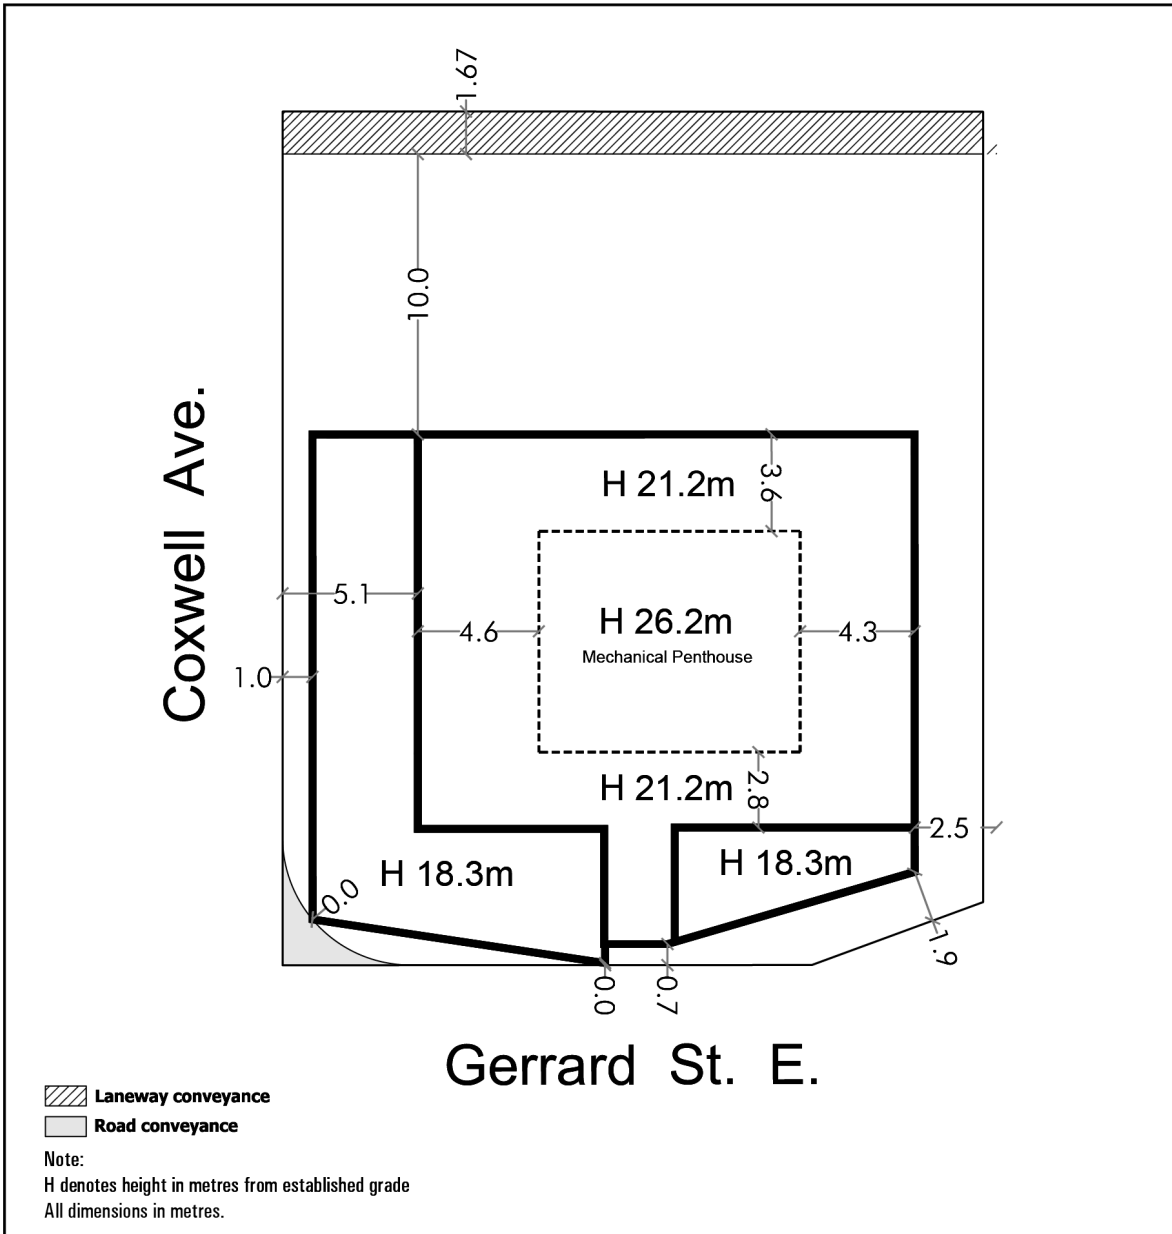 1.67
10.0
H 21.2m
3.6
Coxwell Ave.
5.1
4.6
H 26.2m
Mechanical Penthouse
4.3
1.0
H 21.2m
2.8
2.5
H 18.3m
H 18.3m
0.0
1.9
0.0
0.7
Gerrard St. E.
Laneway conveyance
Road conveyance
Note:
H denotes height in metres from established grade
All dimensions in metres.